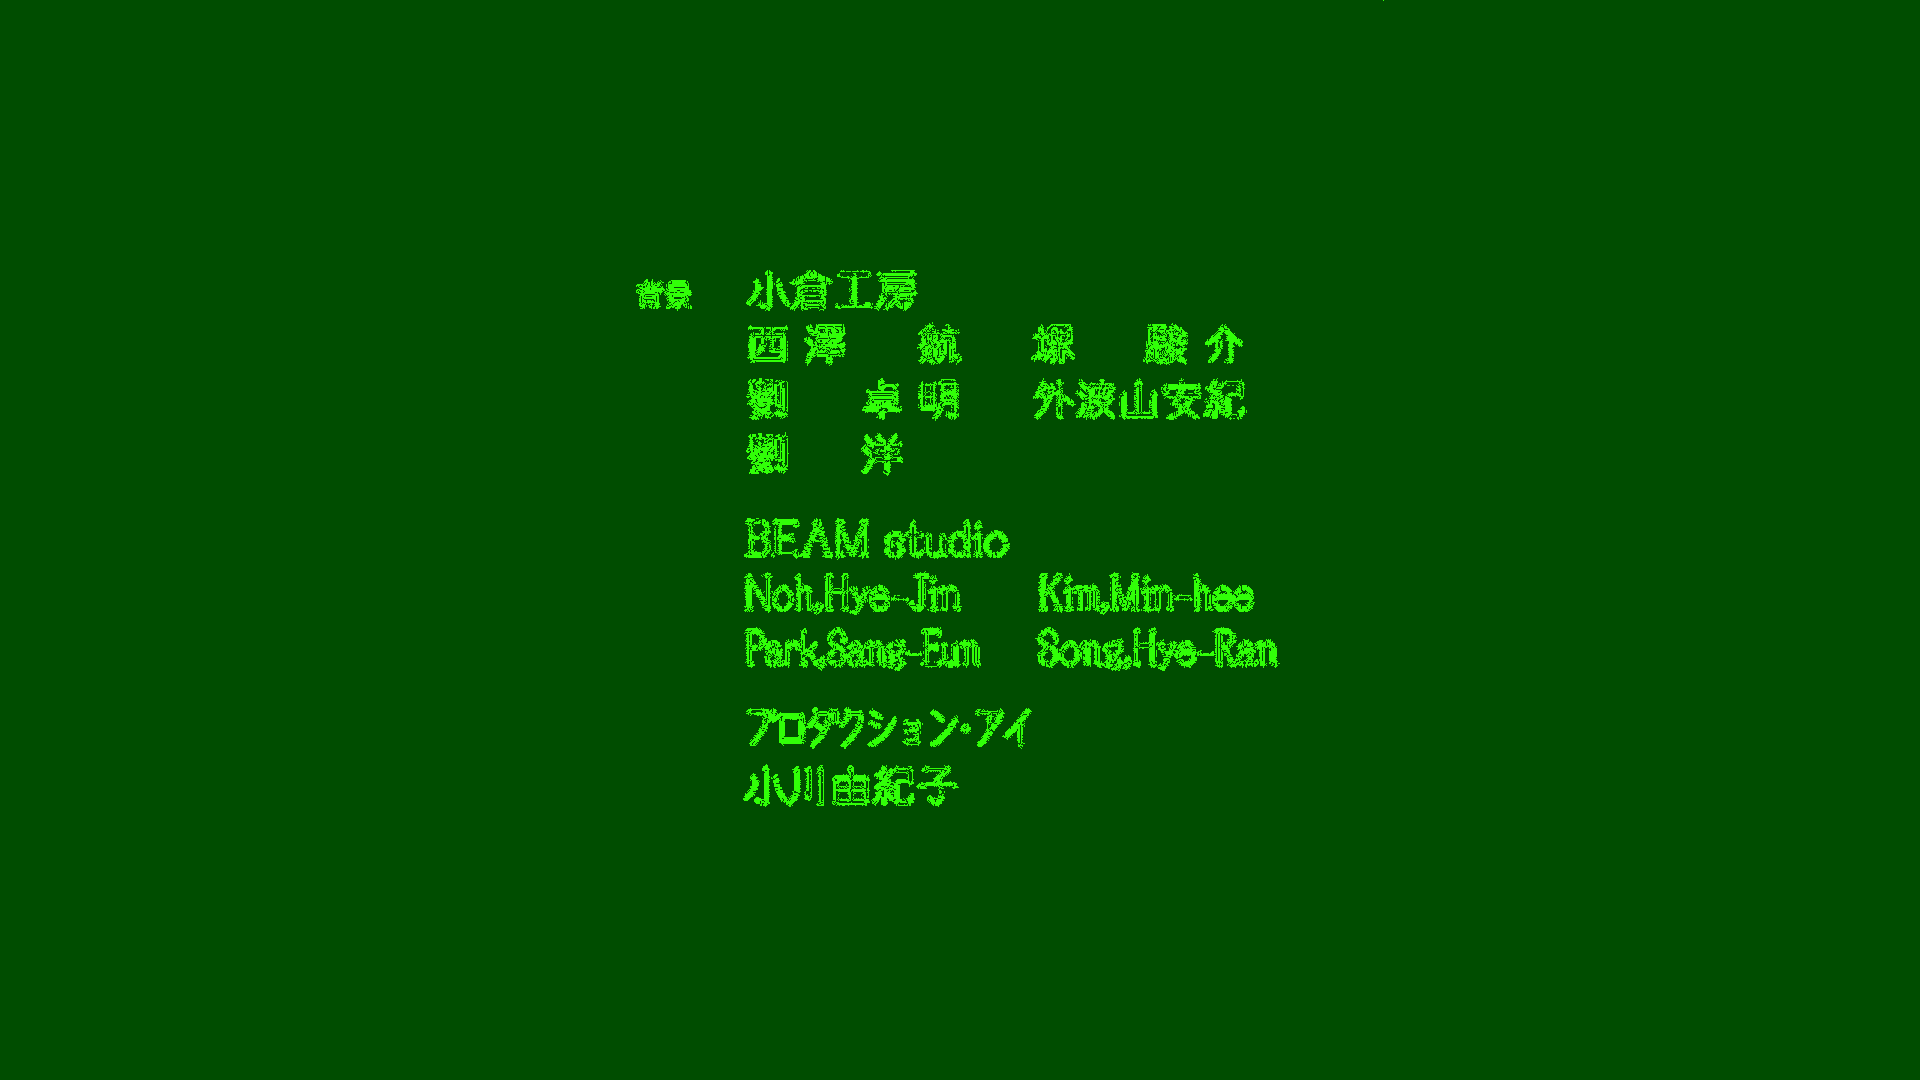 背景 小倉工房
西澤 航 塀 駿介
劉 卓明 外波山安紀
劉 洋
BEAM studio
Noh,Hye-Jin Kim,Min-hee
Park,Sang-Eun Song,Hye-Ran
プロダクション・アイ
小川由紀子